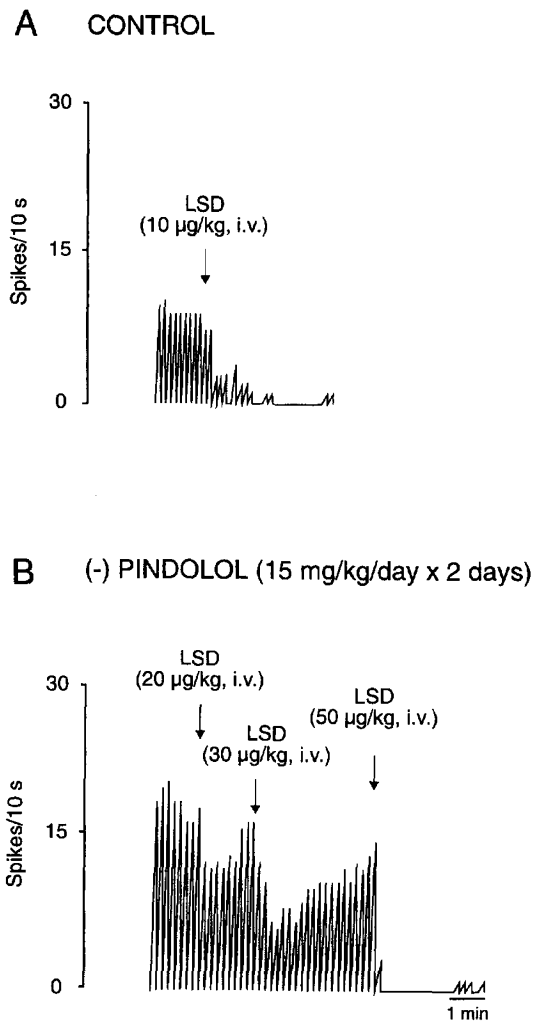 A CONTROL
30
LSD
(10 µg/kg, i.v.)
15
Spikes/10 s
0
B (-) PINDOLOL (15 mg/kg/day x 2 days)
LSD
(20 µg/kg, i.v.)
30
LSD
(50 µg/kg, i.v.)
LSD
(30 µg/kg, i.v.)
15
Spikes/10 s
0
1 min